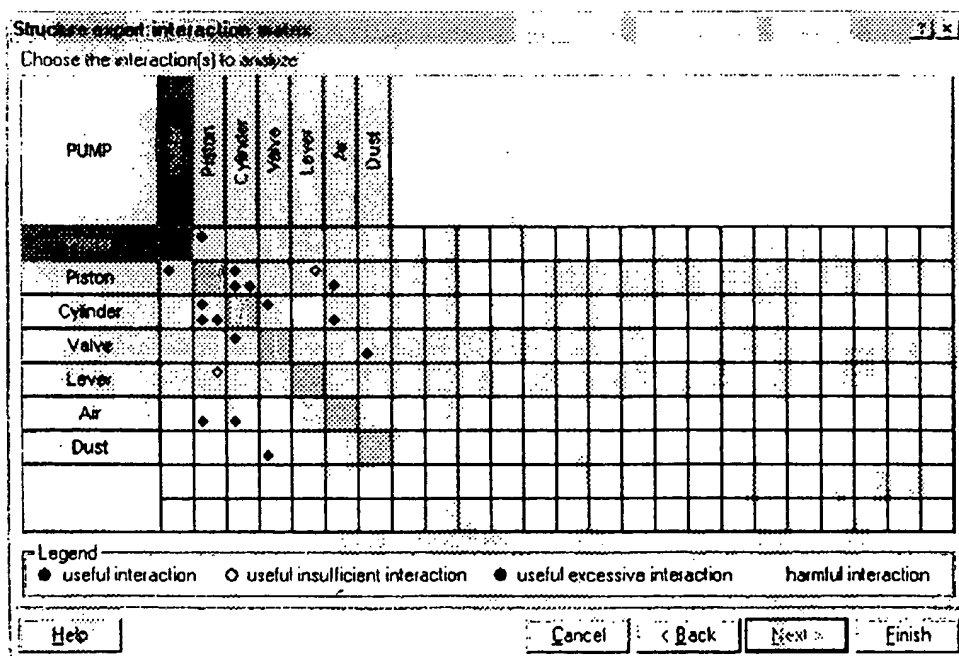 Structure expert interaction matrix
? ×
Choose the interaction(s) to analyze
PUMP
Piston
Cylinder
Valve
Lever
Air
Dust
Piston
Cylinder
Valve
Lever
Air
Dust
Legend
useful interaction
useful insufficient interaction
useful excessive interaction
harmful interaction
Help
Cancel
< Back
Next >
Finish